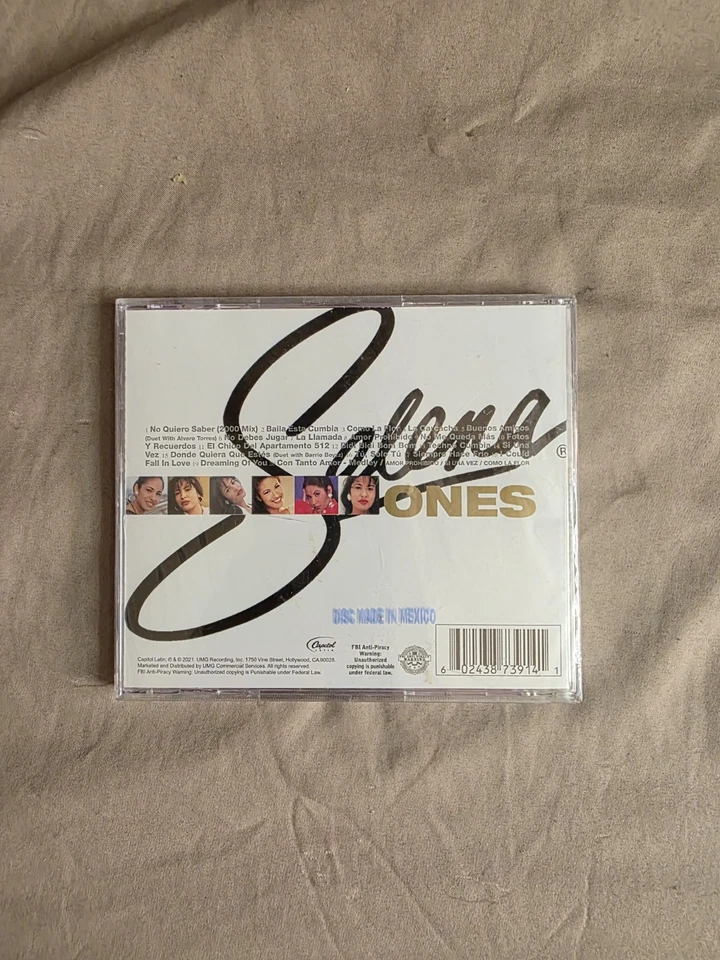 Selena®
1 No Quiero Saber (2000 Mix) 2 Baila Esta Cumbia 3 Como La Flor 4 La Carcacha 5 Buenos Amigos
(Duet With Alvaro Torres) 6 No Debes Jugar 7 La Llamada 8 Amor Prohibido 9 No Me Queda Más 10 Fotos
Y Recuerdos 11 El Chico Del Apartamento 512 12 Bidi Bidi Bom Bom 13 Techno Cumbia 14 Si Una
Vez 15 Donde Quiera Que Estés (Duet with Barrio Boyzz) 16 Tú, Sólo Tú 17 Siempre Hace Frío 18 I Could
Fall In Love 19 Dreaming Of You 20 Con Tanto Amor - Medley / AMOR PROHIBIDO / SI UNA VEZ / COMO LA FLOR
ONES
DISC MADE IN MEXICO
Capitol
LATIN
FBI Anti-Piracy
Warning:
Unauthorized
copying is punishable
under federal law.
Capitol Latin; ℗ & © 2021. UMG Recording, Inc. 1750 Vine Street, Hollywood, CA 90028.
Marketed and Distributed by UMG Commercial Services. All rights reserved.
FBI Anti-Piracy Warning: Unauthorized copying is Punishable under Federal Law.
6 02438 73914 1